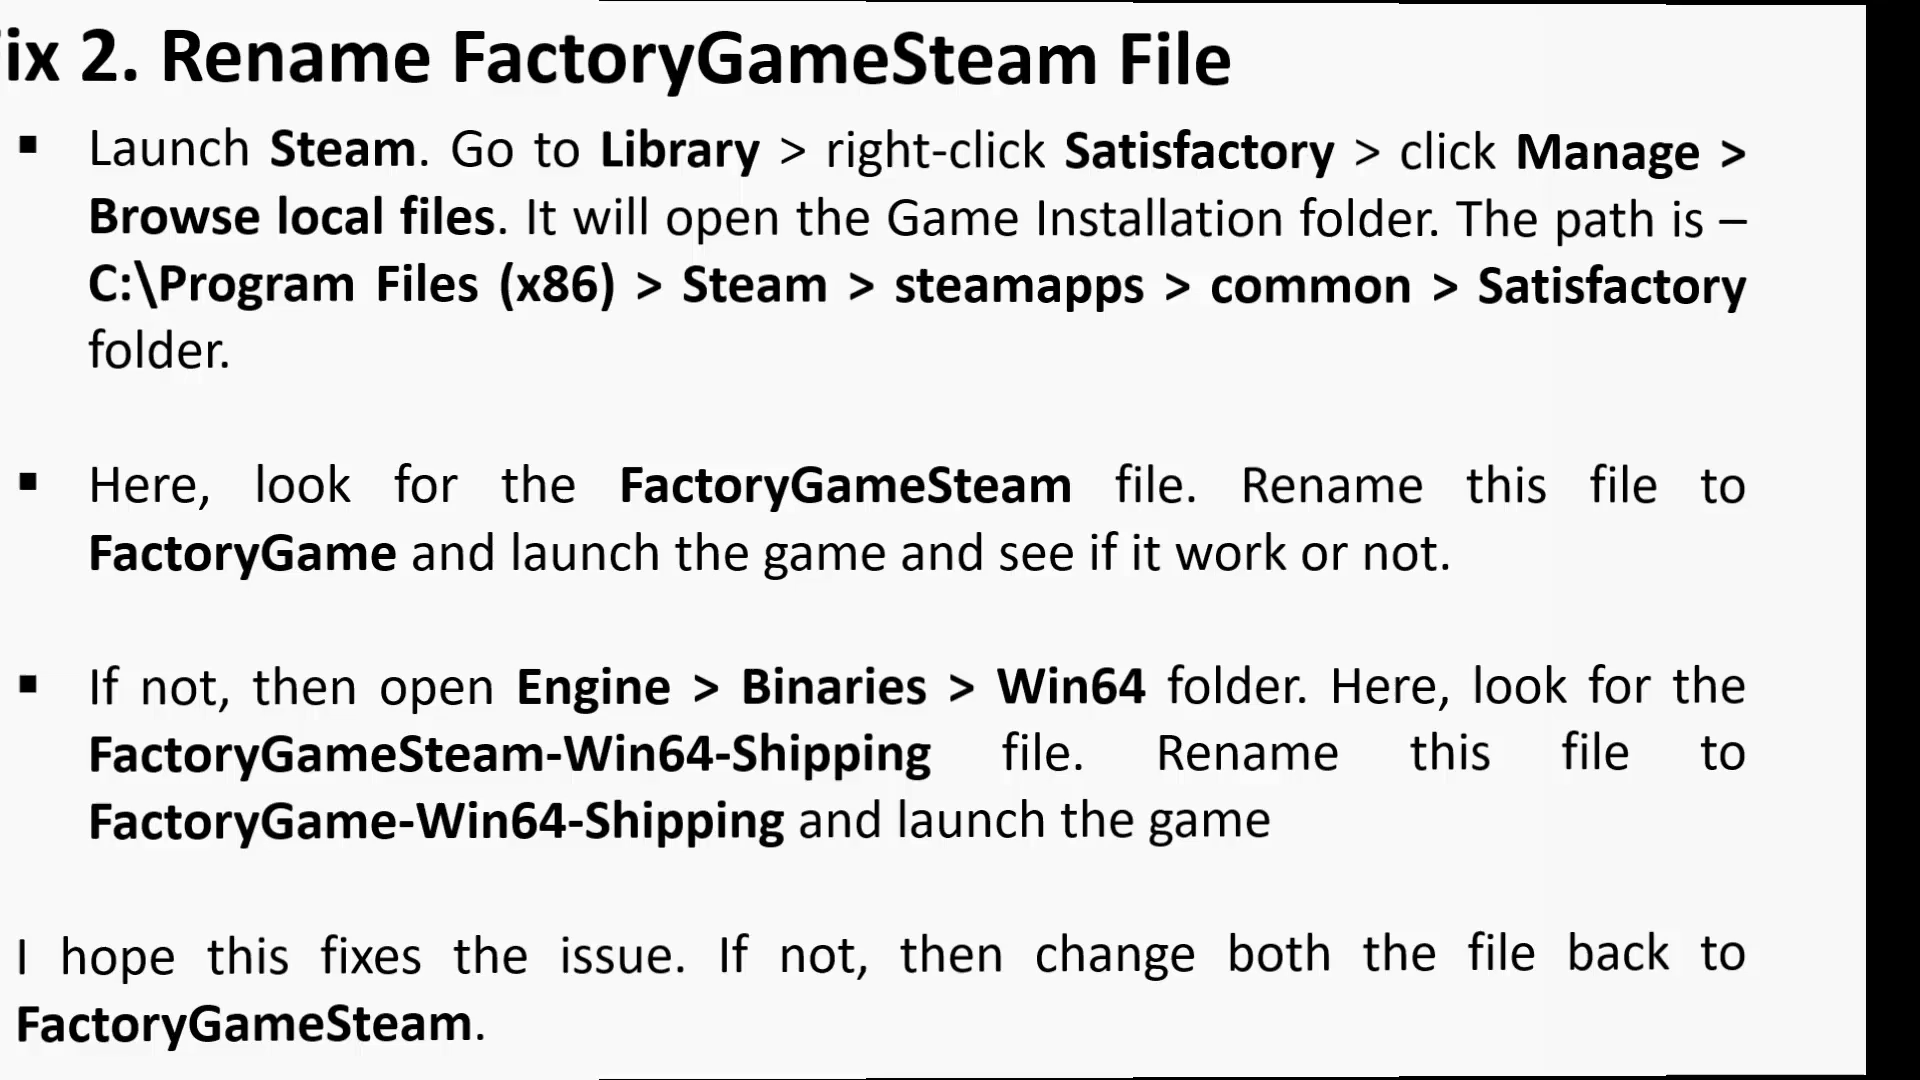 ix 2. Rename FactoryGameSteam File
▪ Launch Steam. Go to Library > right-click Satisfactory > click Manage >
Browse local files. It will open the Game Installation folder. The path is –
C:\Program Files (x86) > Steam > steamapps > common > Satisfactory
folder.
▪ Here, look for the FactoryGameSteam file. Rename this file to
FactoryGame and launch the game and see if it work or not.
▪ If not, then open Engine > Binaries > Win64 folder. Here, look for the
FactoryGameSteam-Win64-Shipping file. Rename this file to
FactoryGame-Win64-Shipping and launch the game
I hope this fixes the issue. If not, then change both the file back to
FactoryGameSteam.